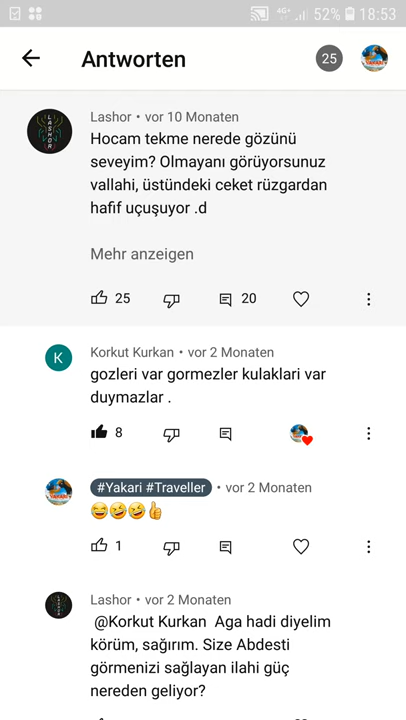 52% 18:53
Antworten
25
Lashor • vor 10 Monaten
Hocam tekme nerede gözünü
seveyim? Olmayanı görüyorsunuz
vallahi, üstündeki ceket rüzgardan
hafif uçuşuyor .d
Mehr anzeigen
25 20
K
Korkut Kurkan • vor 2 Monaten
gozleri var gormezler kulaklari var
duymazlar .
8
#Yakari #Traveller • vor 2 Monaten
😂🤣🤣👍
1
Lashor • vor 2 Monaten
@Korkut Kurkan Aga hadi diyelim
körüm, sağırım. Size Abdesti
görmenizi sağlayan ilahi güç
nereden geliyor?